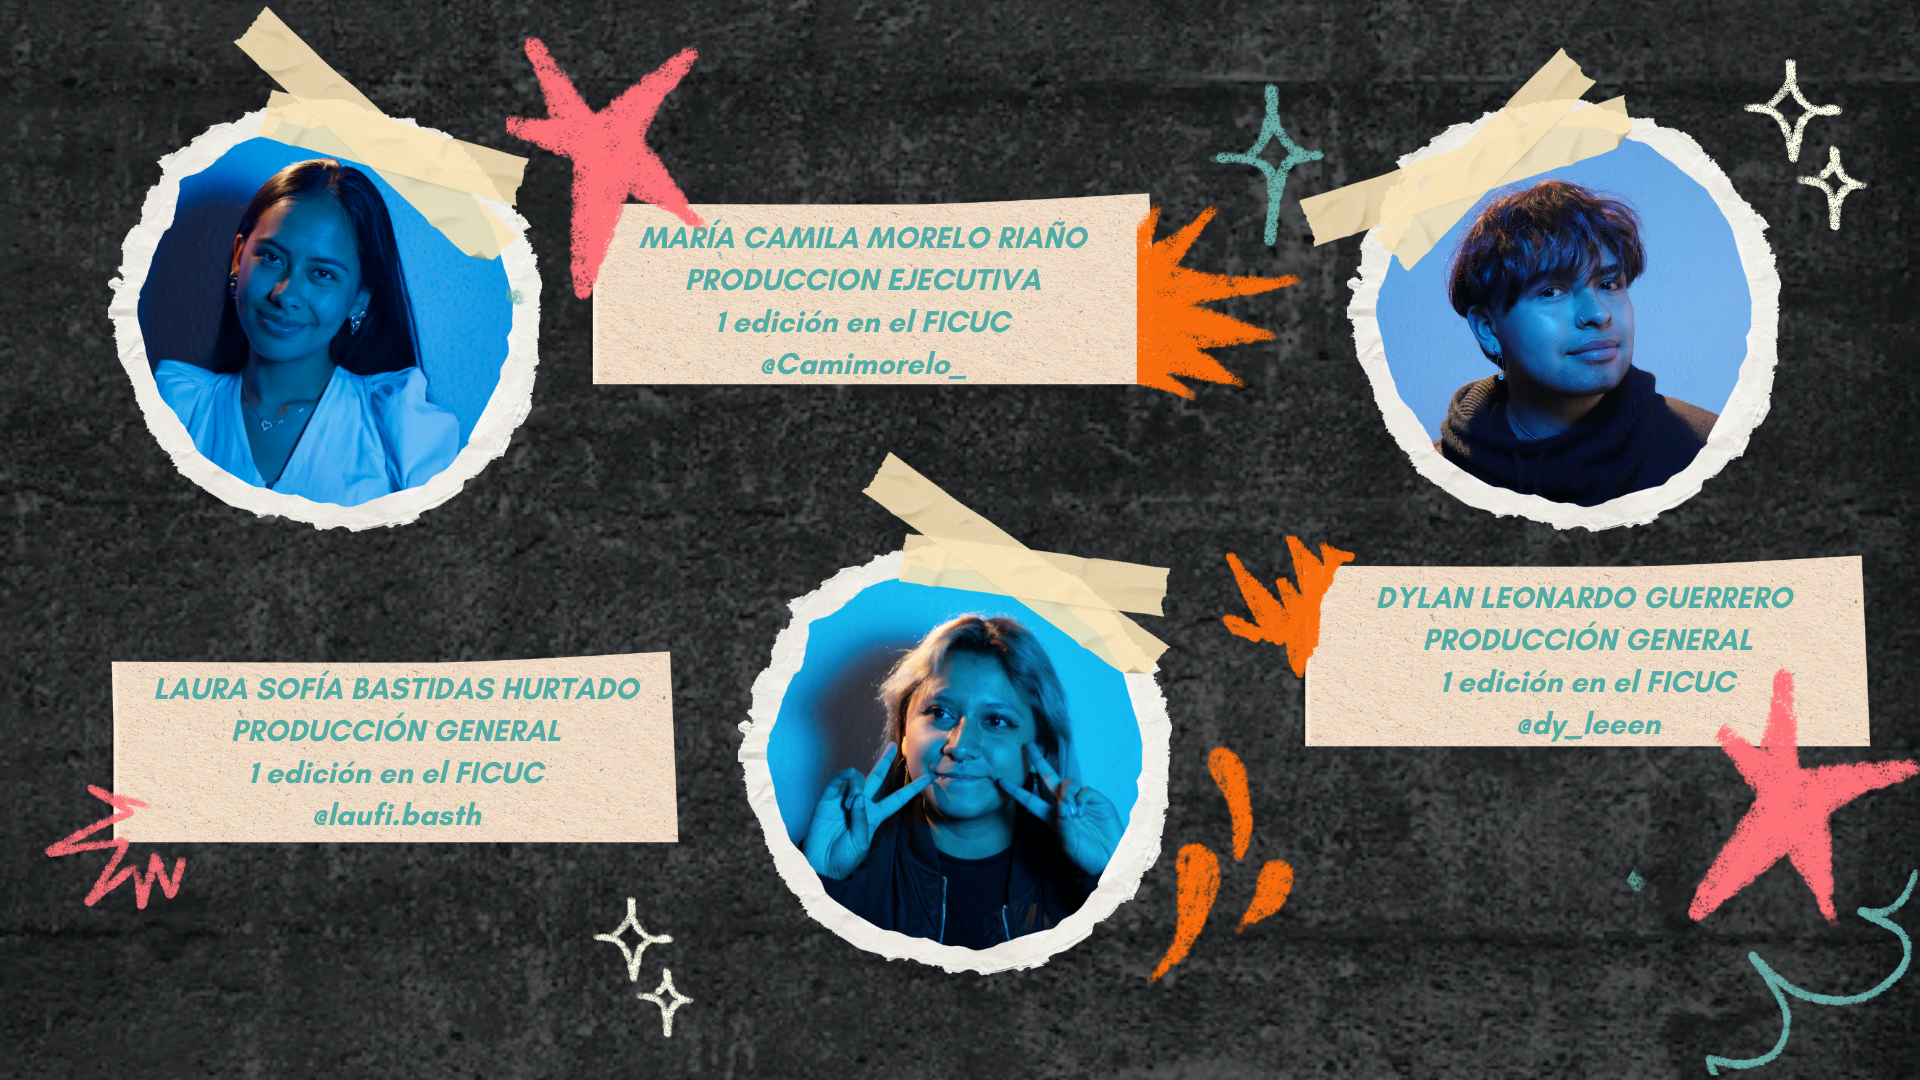 MARÍA CAMILA MORELO RIAÑO
PRODUCCION EJECUTIVA
1 edición en el FICUC
@Camimorelo_
DYLAN LEONARDO GUERRERO
PRODUCCIÓN GENERAL
1 edición en el FICUC
@dy_leeen
LAURA SOFÍA BASTIDAS HURTADO
PRODUCCIÓN GENERAL
1 edición en el FICUC
@laufi.basth